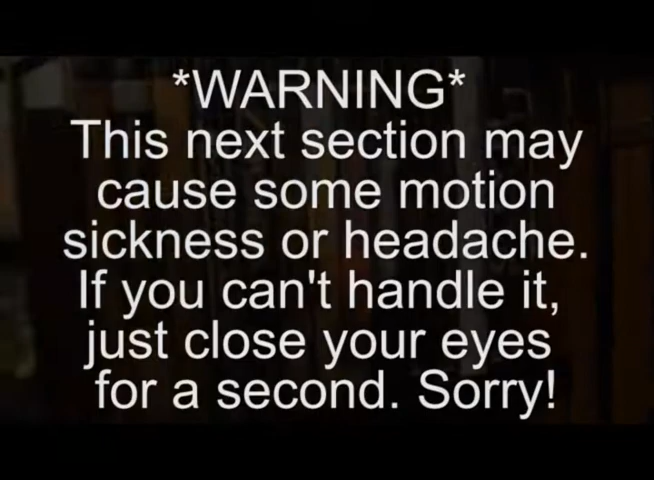 *WARNING*
This next section may
cause some motion
sickness or headache.
If you can't handle it,
just close your eyes
for a second. Sorry!